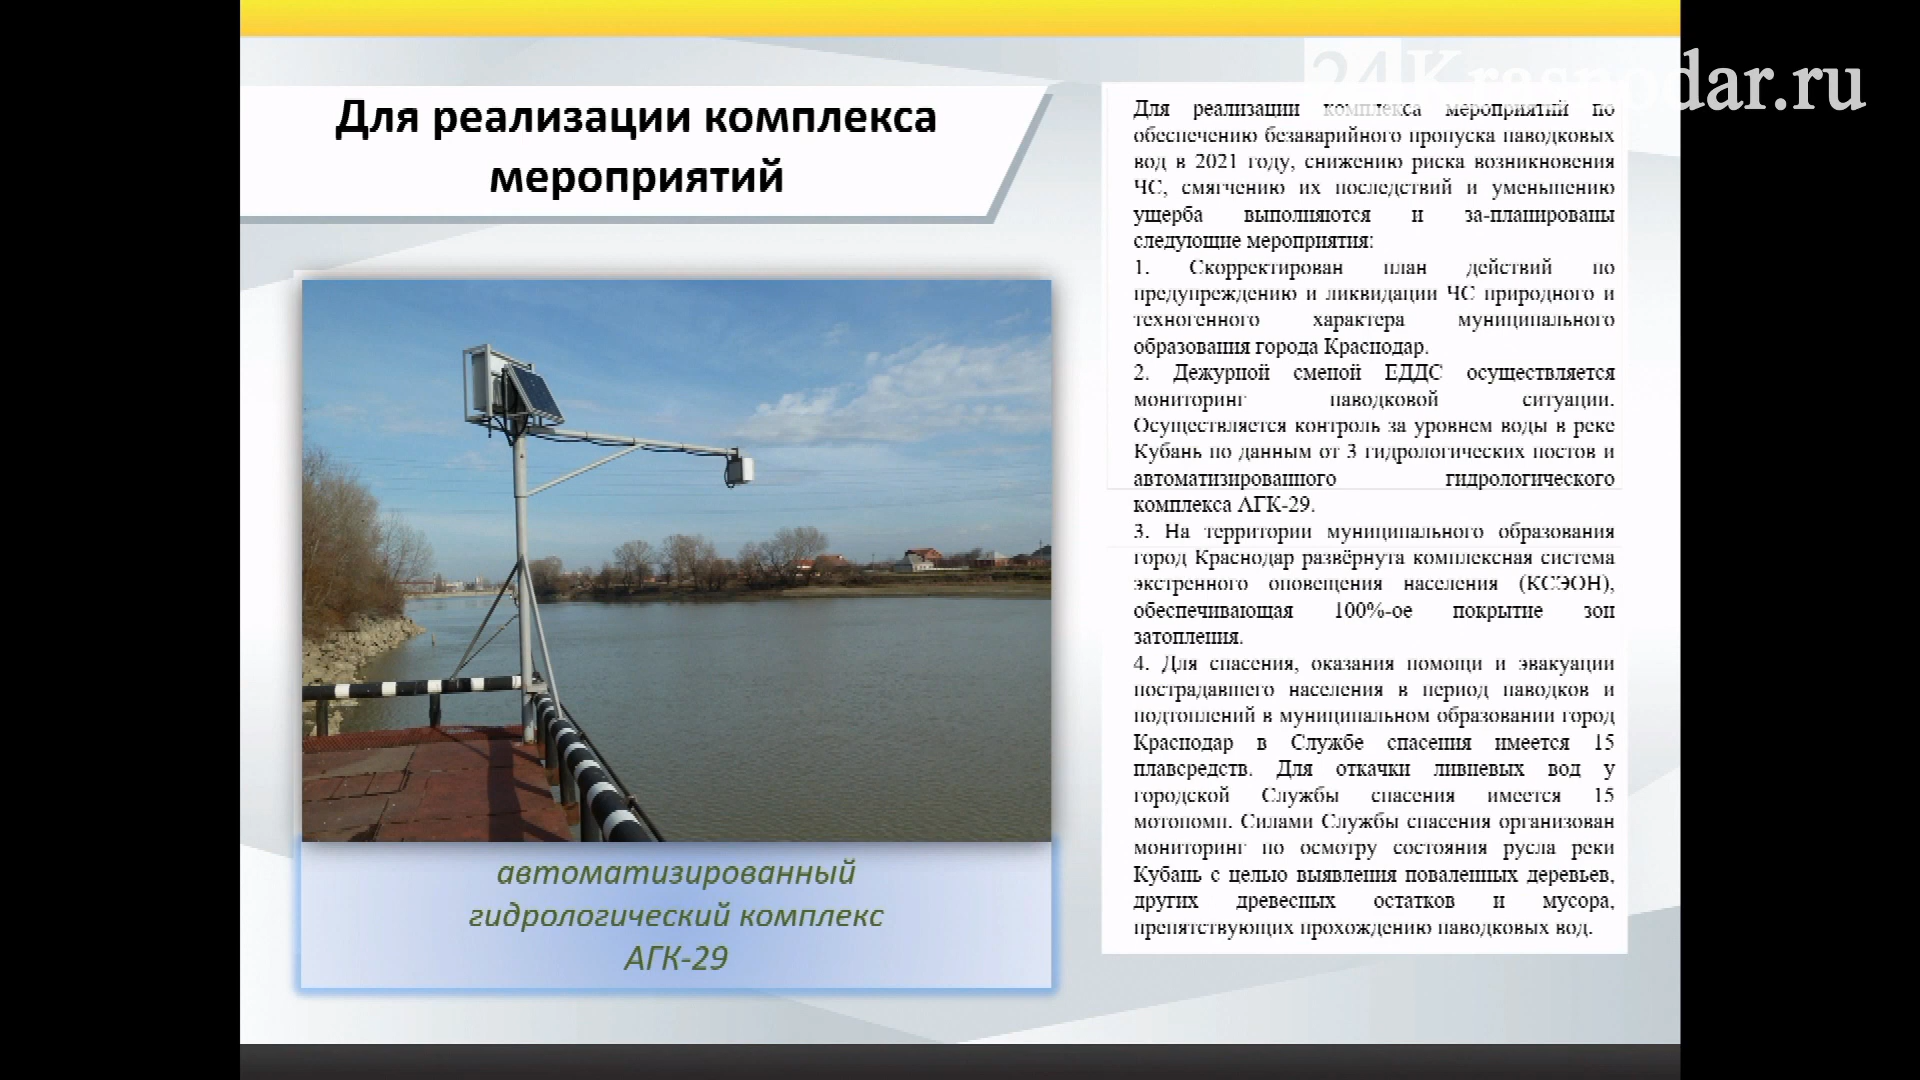 24Krasnodar.ru
Для реализации комплекса
мероприятий
Для реализации комплекса мероприятий по
обеспечению безаварийного пропуска паводковых
вод в 2021 году, снижению риска возникновения
ЧС, смягчению их последствий и уменьшению
ущерба выполняются и за-планированы
следующие мероприятия:
1. Скорректирован план действий по
предупреждению и ликвидации ЧС природного и
техногенного характера муниципального
образования города Краснодар.
2. Дежурной сменой ЕДДС осуществляется
мониторинг паводковой ситуации.
Осуществляется контроль за уровнем воды в реке
Кубань по данным от 3 гидрологических постов и
автоматизированного гидрологического
комплекса АГК-29.
3. На территории муниципального образования
город Краснодар развёрнута комплексная система
экстренного оповещения населения (КСЭОН),
обеспечивающая 100%-ое покрытие зон
затопления.
4. Для спасения, оказания помощи и эвакуации
пострадавшего населения в период паводков и
подтоплений в муниципальном образовании город
Краснодар в Службе спасения имеется 15
плавсредств. Для откачки ливневых вод у
городской Службы спасения имеется 15
мотопомп. Силами Службы спасения организован
мониторинг по осмотру состояния русла реки
Кубань с целью выявления поваленных деревьев,
других древесных остатков и мусора,
препятствующих прохождению паводковых вод.
автоматизированный
гидрологический комплекс
АГК-29